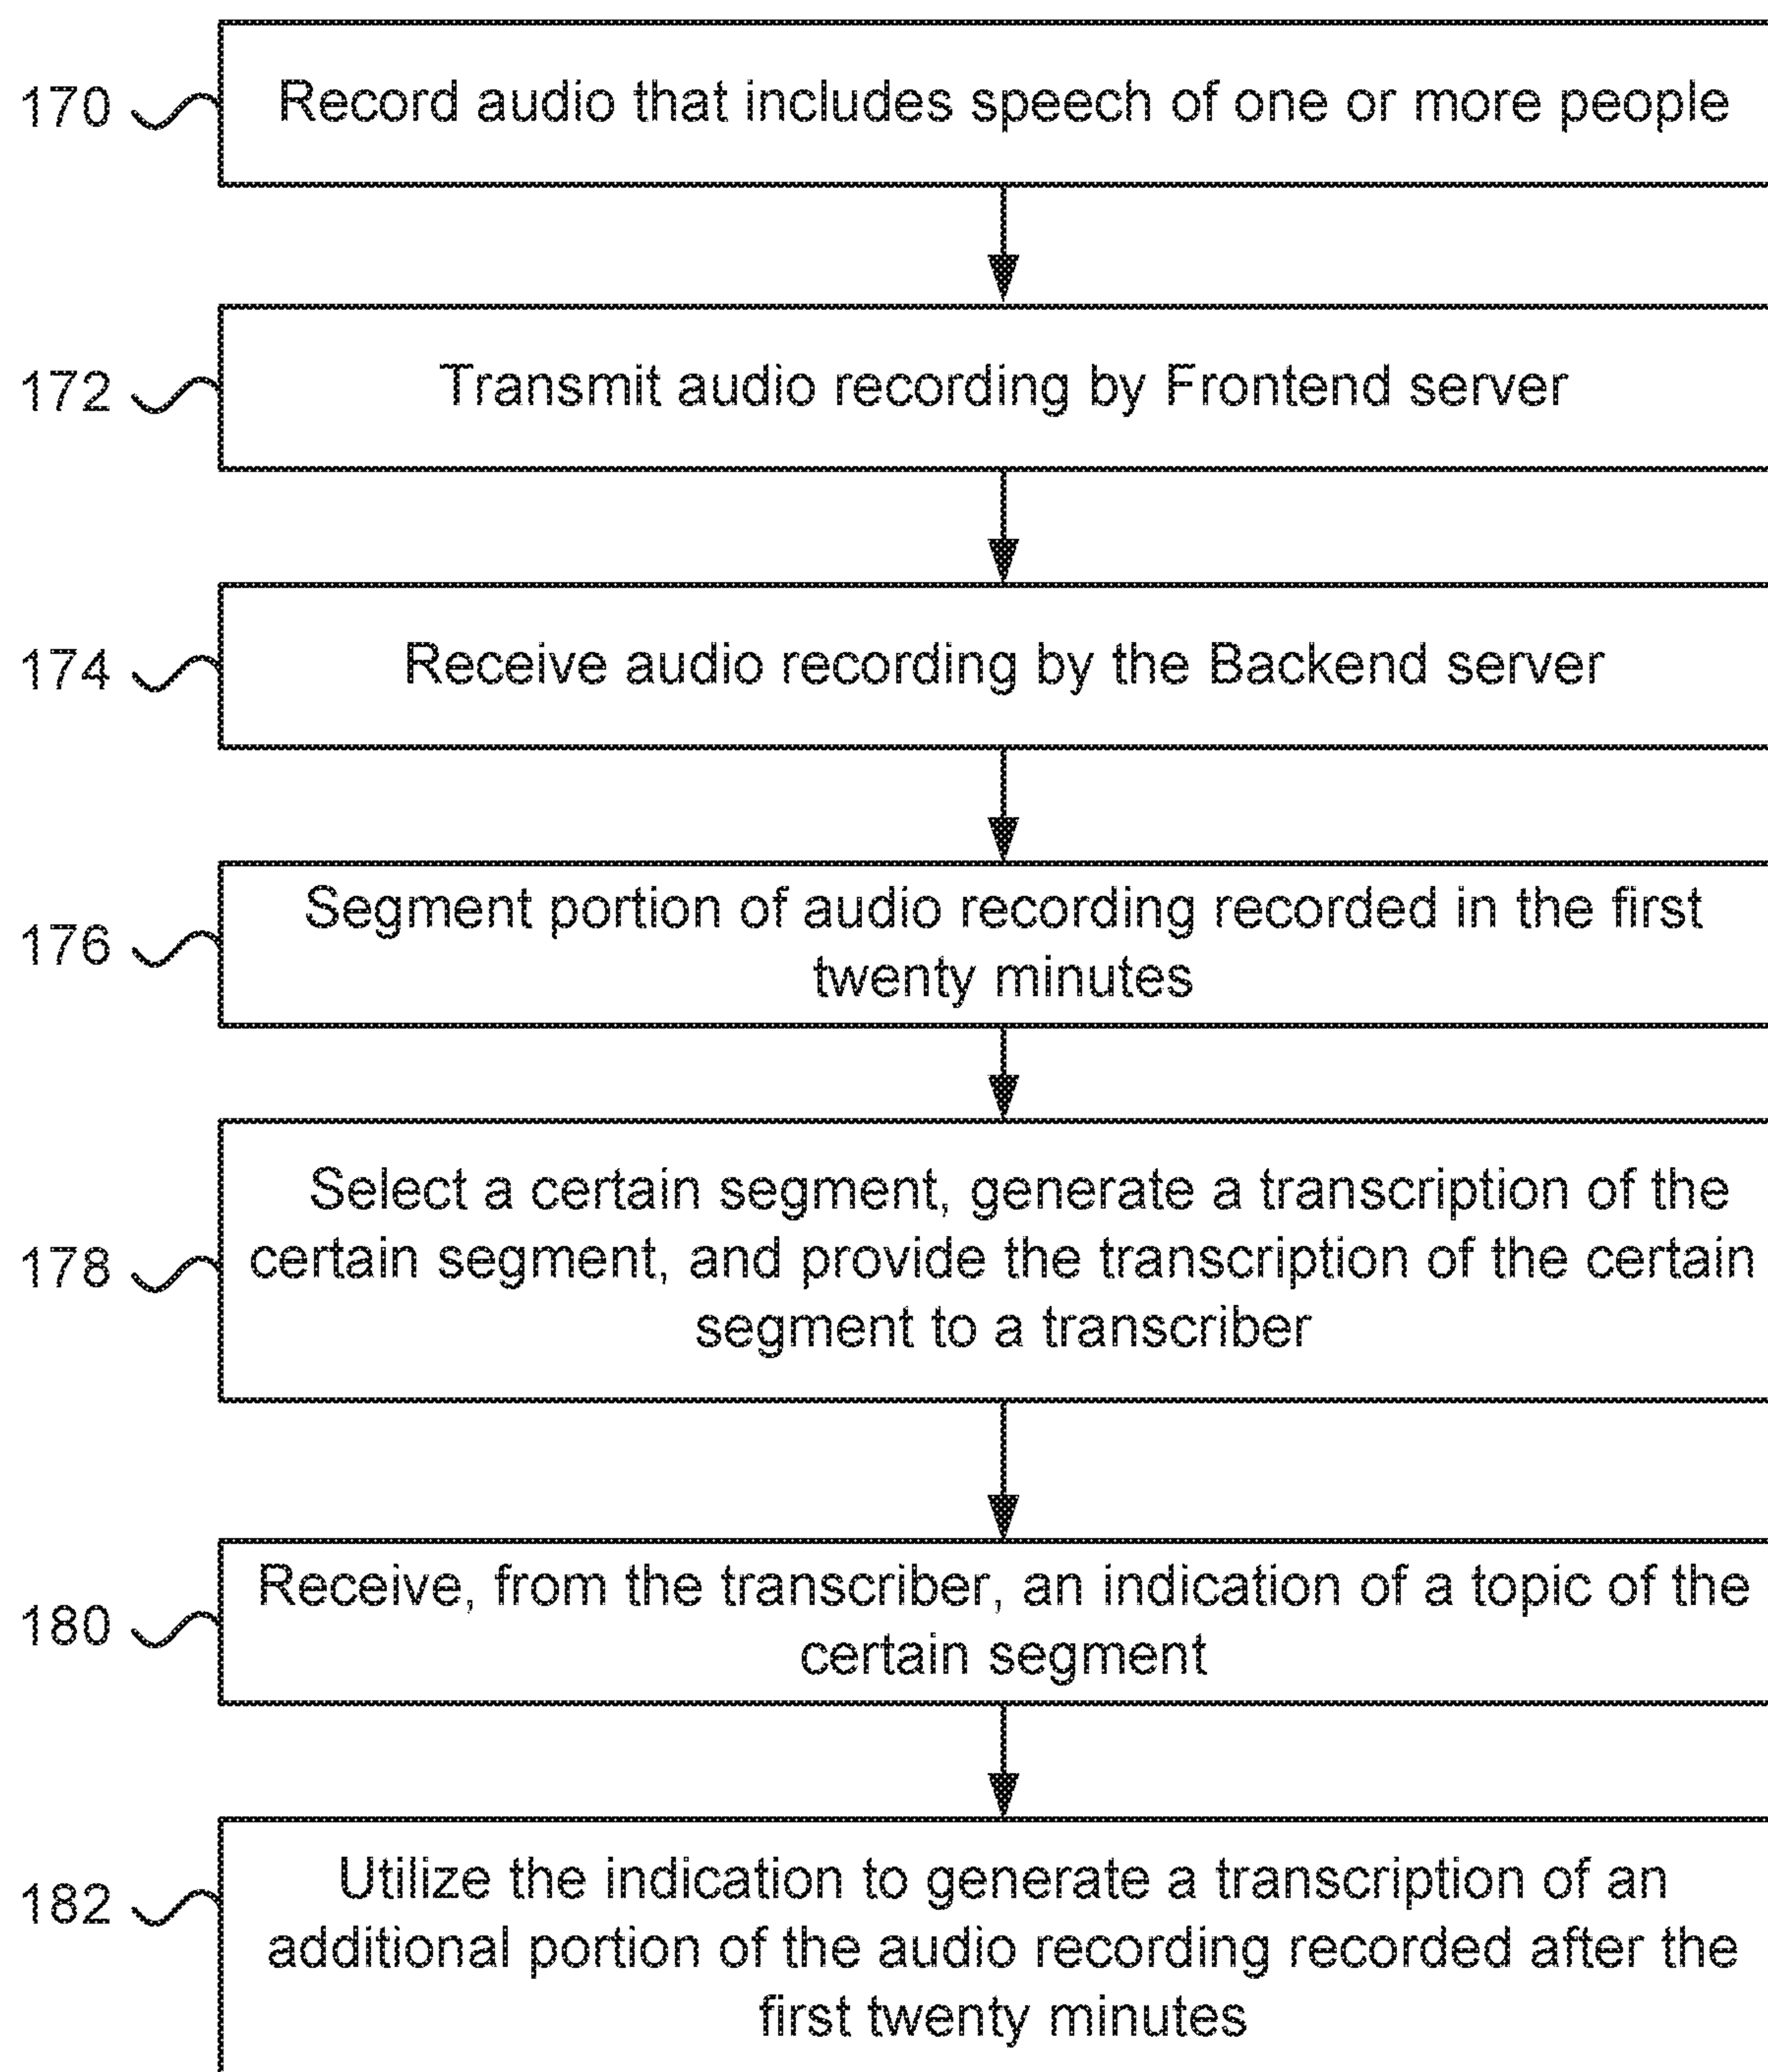 170 Record audio that includes speech of one or more people
172 Transmit audio recording by Frontend server
174 Receive audio recording by the Backend server
Segment portion of audio recording recorded in the first
176
twenty minutes
Select a certain segment, generate a transcription of the
178 certain segment, and provide the transcription of the certain
segment to a transcriber
Receive, from the transcriber, an indication of a topic of the
180
certain segment
Utilize the indication to generate a transcription of an
182
additional portion of the audio recording recorded after the
first twenty minutes